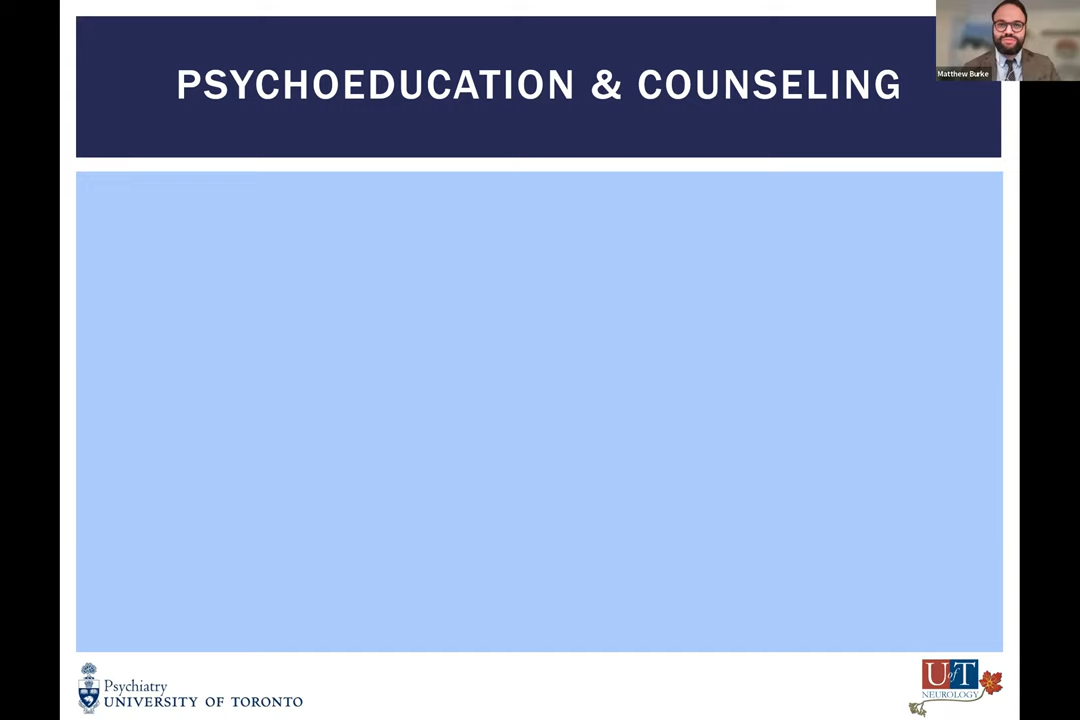 PSYCHOEDUCATION & COUNSELING
Matthew Burke
Psychiatry
UNIVERSITY OF TORONTO
UofT
NEUROLOGY